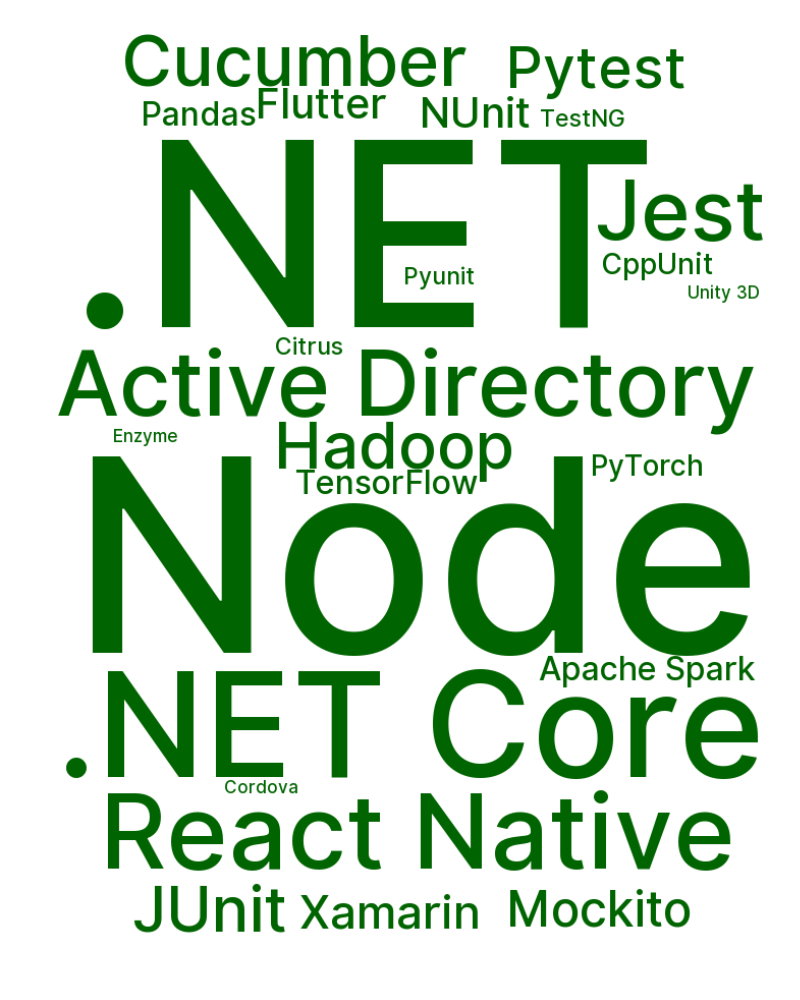 Cucumber
Pytest
Pandas
Flutter
NUnit
TestNG
.NET
Jest
CppUnit
Pyunit
Unity 3D
Citrus
Active Directory
Enzyme
Hadoop
PyTorch
TensorFlow
Node
Apache Spark
.NET Core
Cordova
React Native
JUnit
Xamarin
Mockito